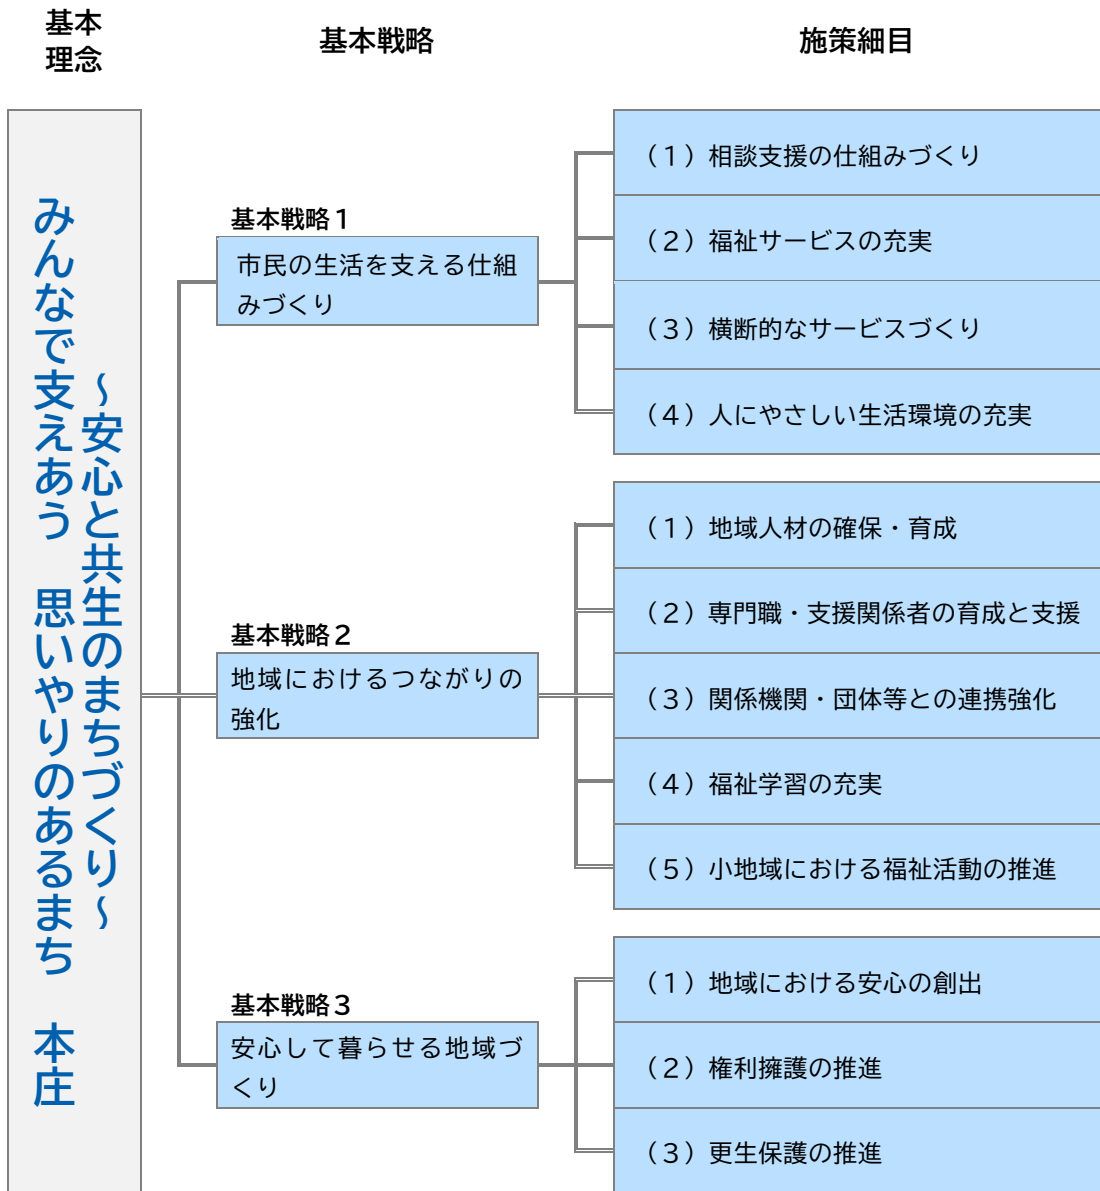 基本
理念
基本戦略
施策細目
みんなで支えあう　思いやりのあるまち　本庄
～安心と共生のまちづくり～
基本戦略１
市民の生活を支える仕組
みづくり
（１）相談支援の仕組みづくり
（２）福祉サービスの充実
（３）横断的なサービスづくり
（４）人にやさしい生活環境の充実
基本戦略２
地域におけるつながりの
強化
（１）地域人材の確保・育成
（２）専門職・支援関係者の育成と支援
（３）関係機関・団体等との連携強化
（４）福祉学習の充実
（５）小地域における福祉活動の推進
基本戦略３
安心して暮らせる地域づ
くり
（１）地域における安心の創出
（２）権利擁護の推進
（３）更生保護の推進